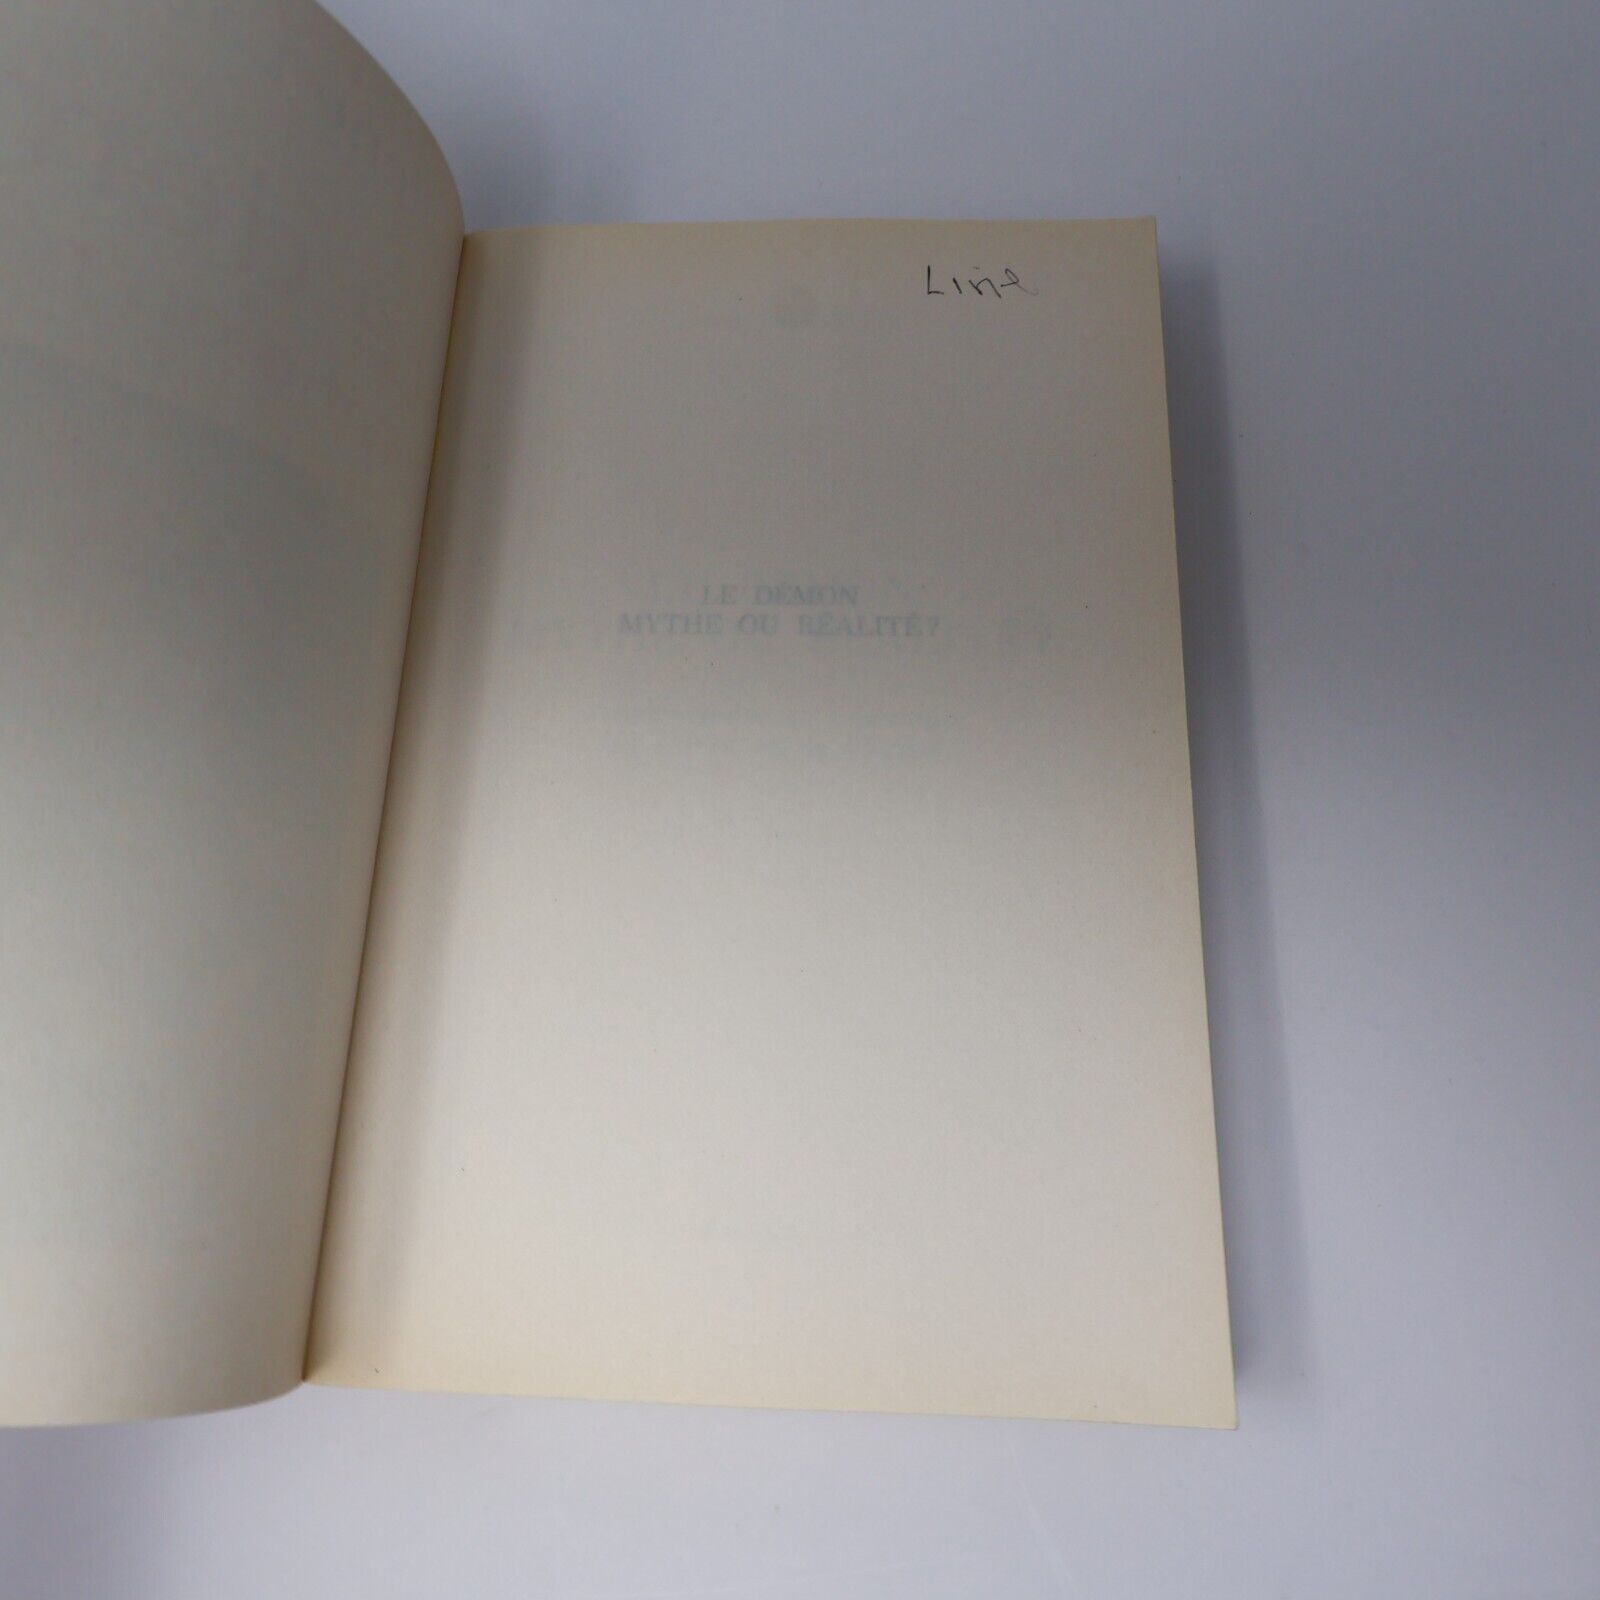 Line
LE DÉMON
MYTHE OU RÉALITÉ?